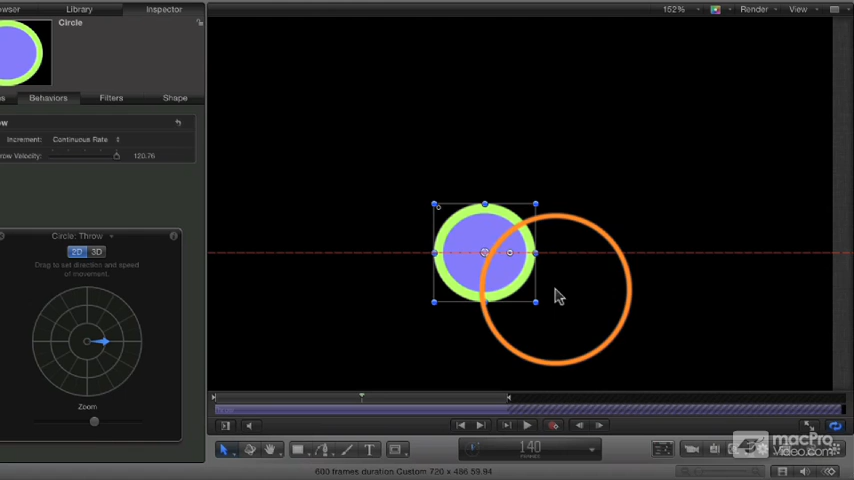 Library Inspector 152% Render View
Circle
Behaviors Filters Shape
Increment: Continuous Rate
Velocity: 120.76
Circle: Throw
2D 3D
Drag to set direction and speed
of movement.
Zoom
T 140
macPro
Video.com
600 frames duration Custom 720 x 486 59.94